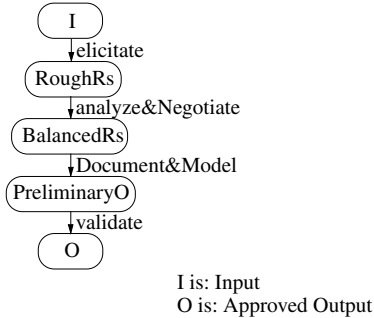 I
elicitate
RoughRs
analyze&Negotiate
BalancedRs
Document&Model
PreliminaryO
validate
O
I is: Input
O is: Approved Output